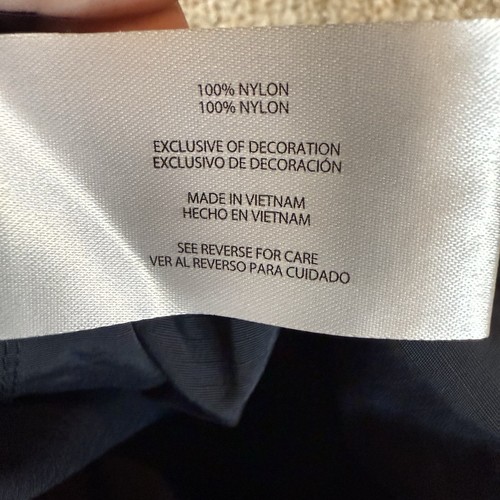 100% NYLON
100% NYLON
EXCLUSIVE OF DECORATION
EXCLUSIVO DE DECORACIÓN
MADE IN VIETNAM
HECHO EN VIETNAM
SEE REVERSE FOR CARE
VER AL REVERSO PARA CUIDADO